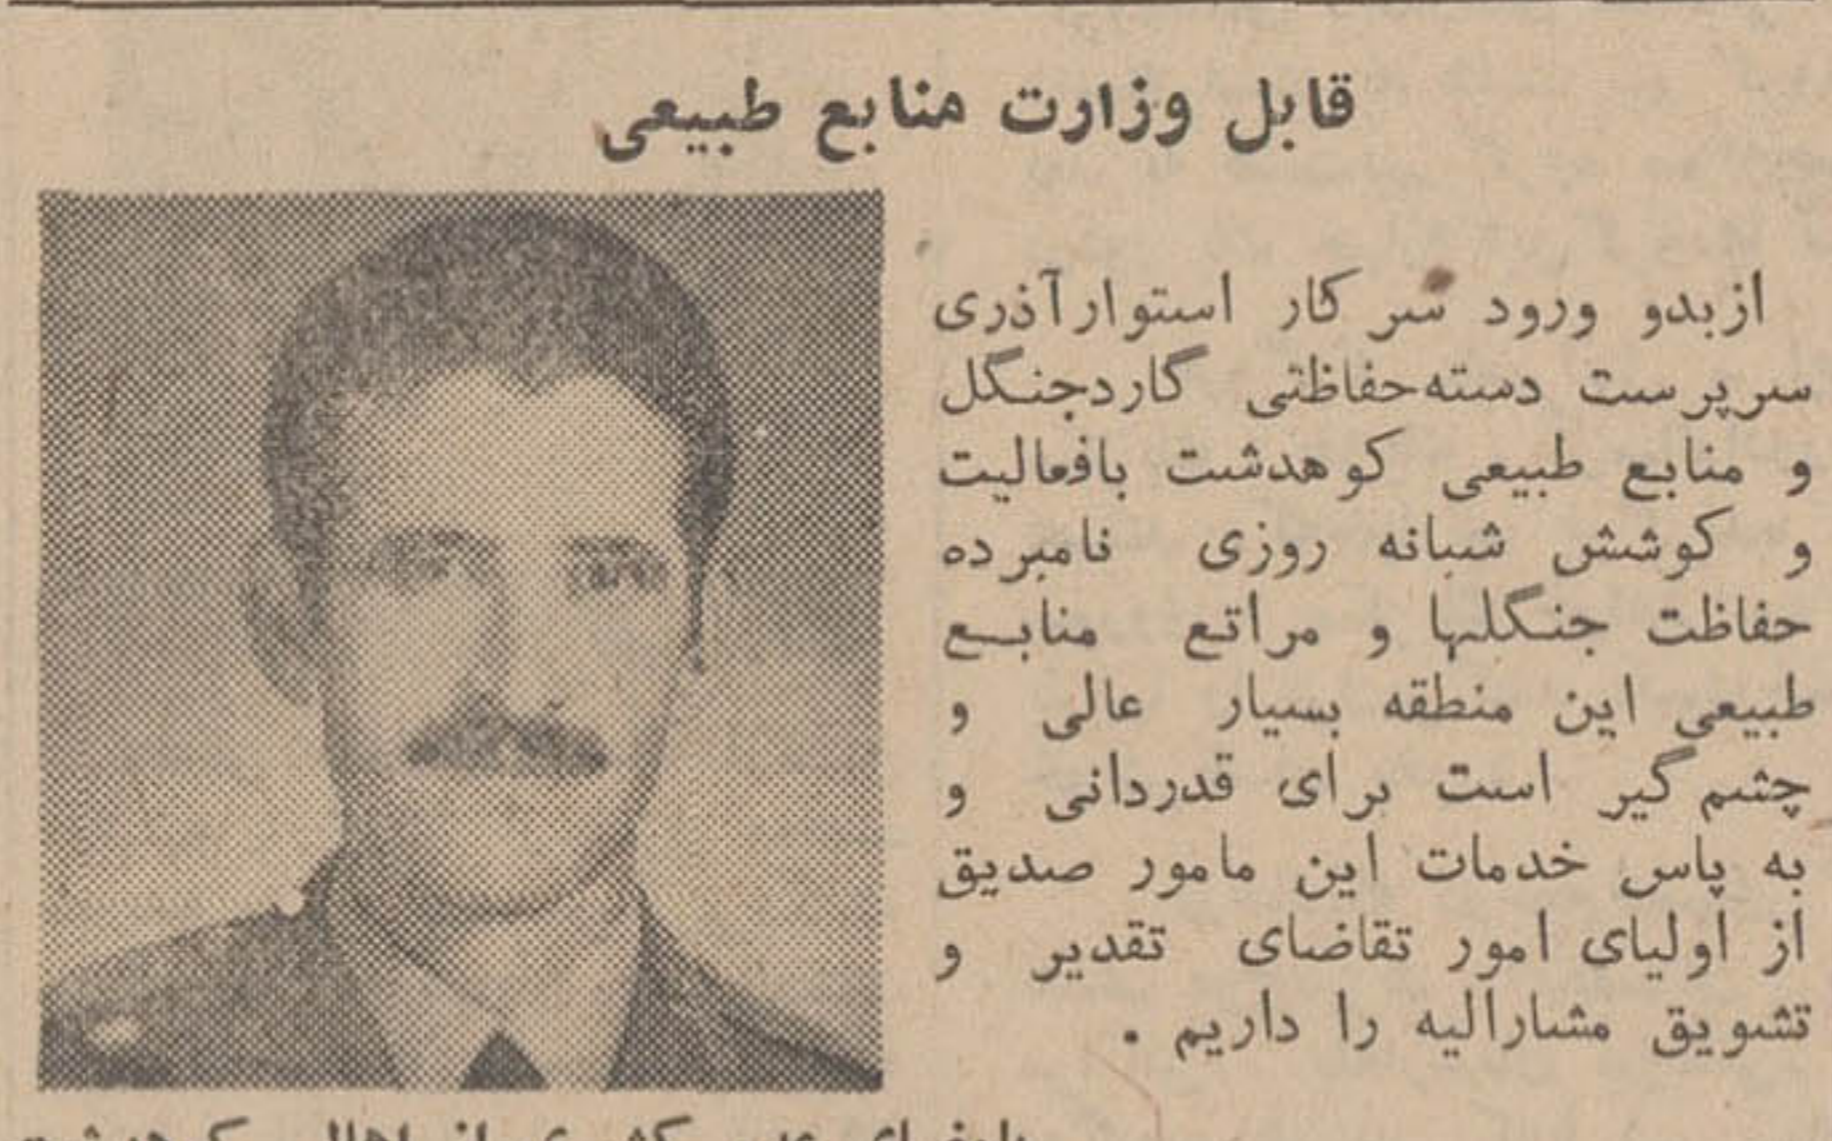 قابل وزارت منابع طبیعی
ازبدو ورود سرکار استوارآذری
سرپرست دسته‌حفاظتی گاردجنگل
و منابع طبیعی کوهدشت بافعالیت
و کوشش شبانه روزی نامبرده
حفاظت جنگلها و مراتع منابع
طبیعی این منطقه بسیار عالی و
چشم‌گیر است برای قدردانی و
به پاس خدمات این مامور صدیق
از اولیای امور تقاضای تقدیر و
تشویق مشارالیه را داریم .